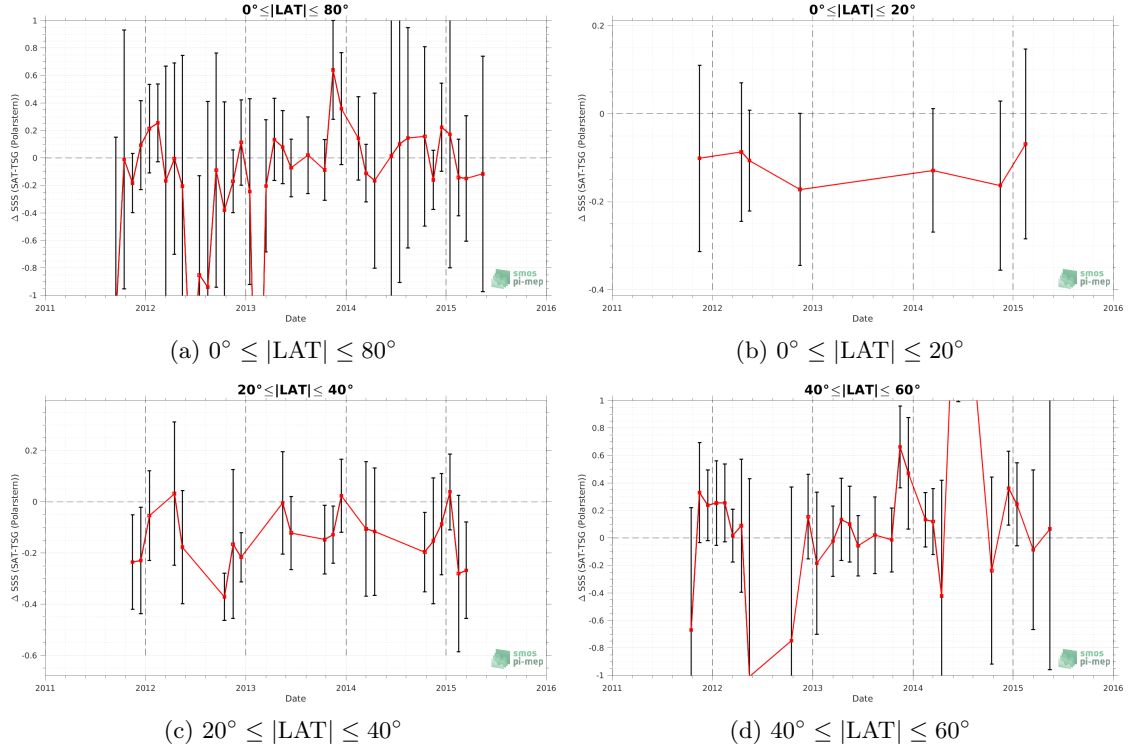 0°≤|LAT|≤ 80°
Δ SSS (SAT-TSG (Polarstern))
1
0.8
0.6
0.4
0.2
0
-0.2
-0.4
-0.6
-0.8
-1
2011 2012 2013 2014 2015 2016
Date
smos
pi-mep
(a) 0° ≤ |LAT| ≤ 80°
0°≤|LAT|≤ 20°
Δ SSS (SAT-TSG (Polarstern))
0.2
0
-0.2
-0.4
2011 2012 2013 2014 2015 2016
Date
smos
pi-mep
(b) 0° ≤ |LAT| ≤ 20°
20°≤|LAT|≤ 40°
Δ SSS (SAT-TSG (Polarstern))
0.2
0
-0.2
-0.4
-0.6
2011 2012 2013 2014 2015 2016
Date
smos
pi-mep
(c) 20° ≤ |LAT| ≤ 40°
40°≤|LAT|≤ 60°
Δ SSS (SAT-TSG (Polarstern))
1
0.8
0.6
0.4
0.2
0
-0.2
-0.4
-0.6
-0.8
-1
2011 2012 2013 2014 2015 2016
Date
smos
pi-mep
(d) 40° ≤ |LAT| ≤ 60°